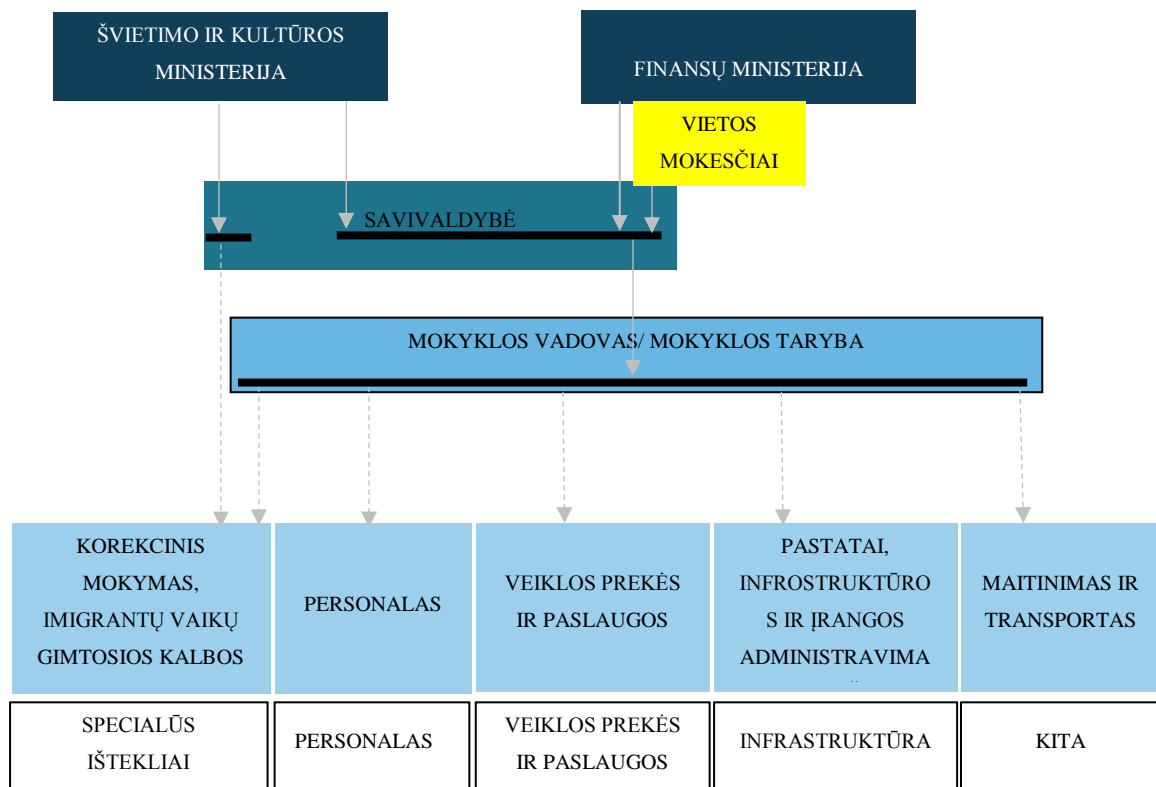 ŠVIETIMO IR KULTŪROS
MINISTERIJA
FINANSŲ MINISTERIJA
VIETOS
MOKESČIAI
SAVIVALDYBĖ
MOKYKLOS VADOVAS/ MOKYKLOS TARYBA
KOREKCINIS
MOKYMAS,
IMIGRANTŲ VAIKŲ
GIMTOSIOS KALBOS
PERSONALAS
VEIKLOS PREKĖS
IR PASLAUGOS
PASTATAI,
INFROSTRUKTŪRO
S IR ĮRANGOS
ADMINISTRAVIMA
MAITINIMAS IR
TRANSPORTAS
SPECIALŪS
IŠTEKLIAI
PERSONALAS
VEIKLOS PREKĖS
IR PASLAUGOS
INFRASTRUKTŪRA
KITA